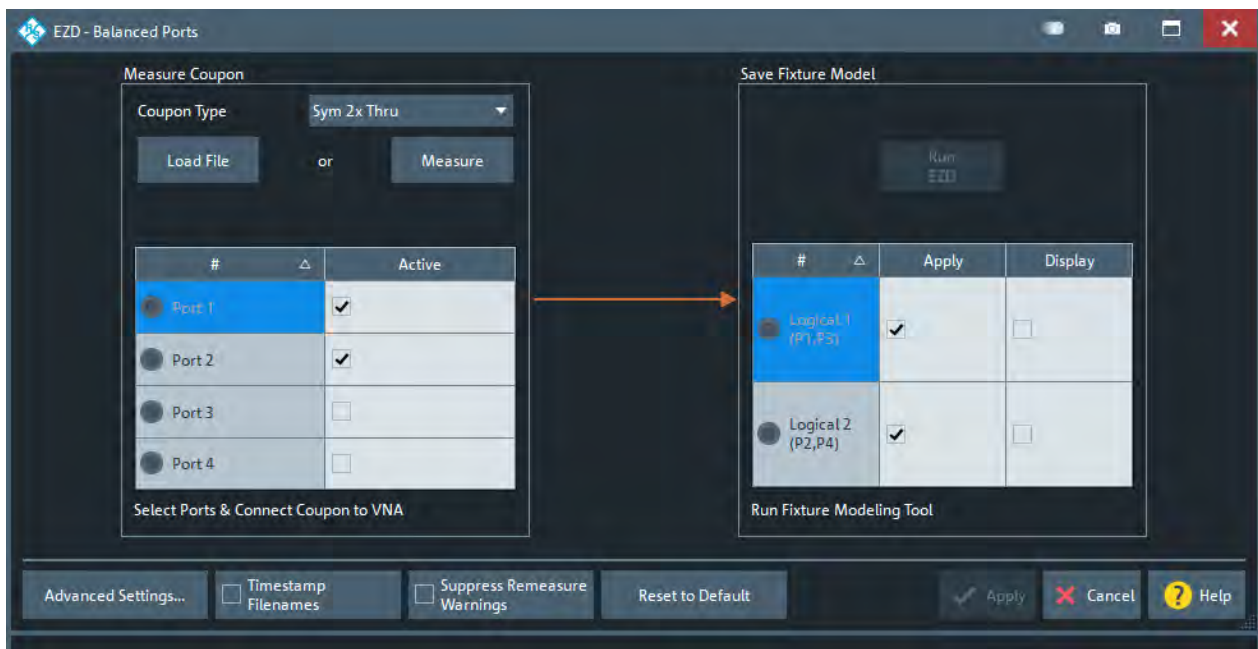 EZD - Balanced Ports
Measure Coupon
Coupon Type
Sym 2x Thru
Load File
or
Measure
# Active
Port 1
Port 2
Port 3
Port 4
Select Ports & Connect Coupon to VNA
Save Fixture Model
Run
EZD
# Apply Display
Logical 1
(P1,P3)
Logical 2
(P2,P4)
Run Fixture Modeling Tool
Advanced Settings...
Timestamp
Filenames
Suppress Remeasure
Warnings
Reset to Default
Apply
Cancel
? Help